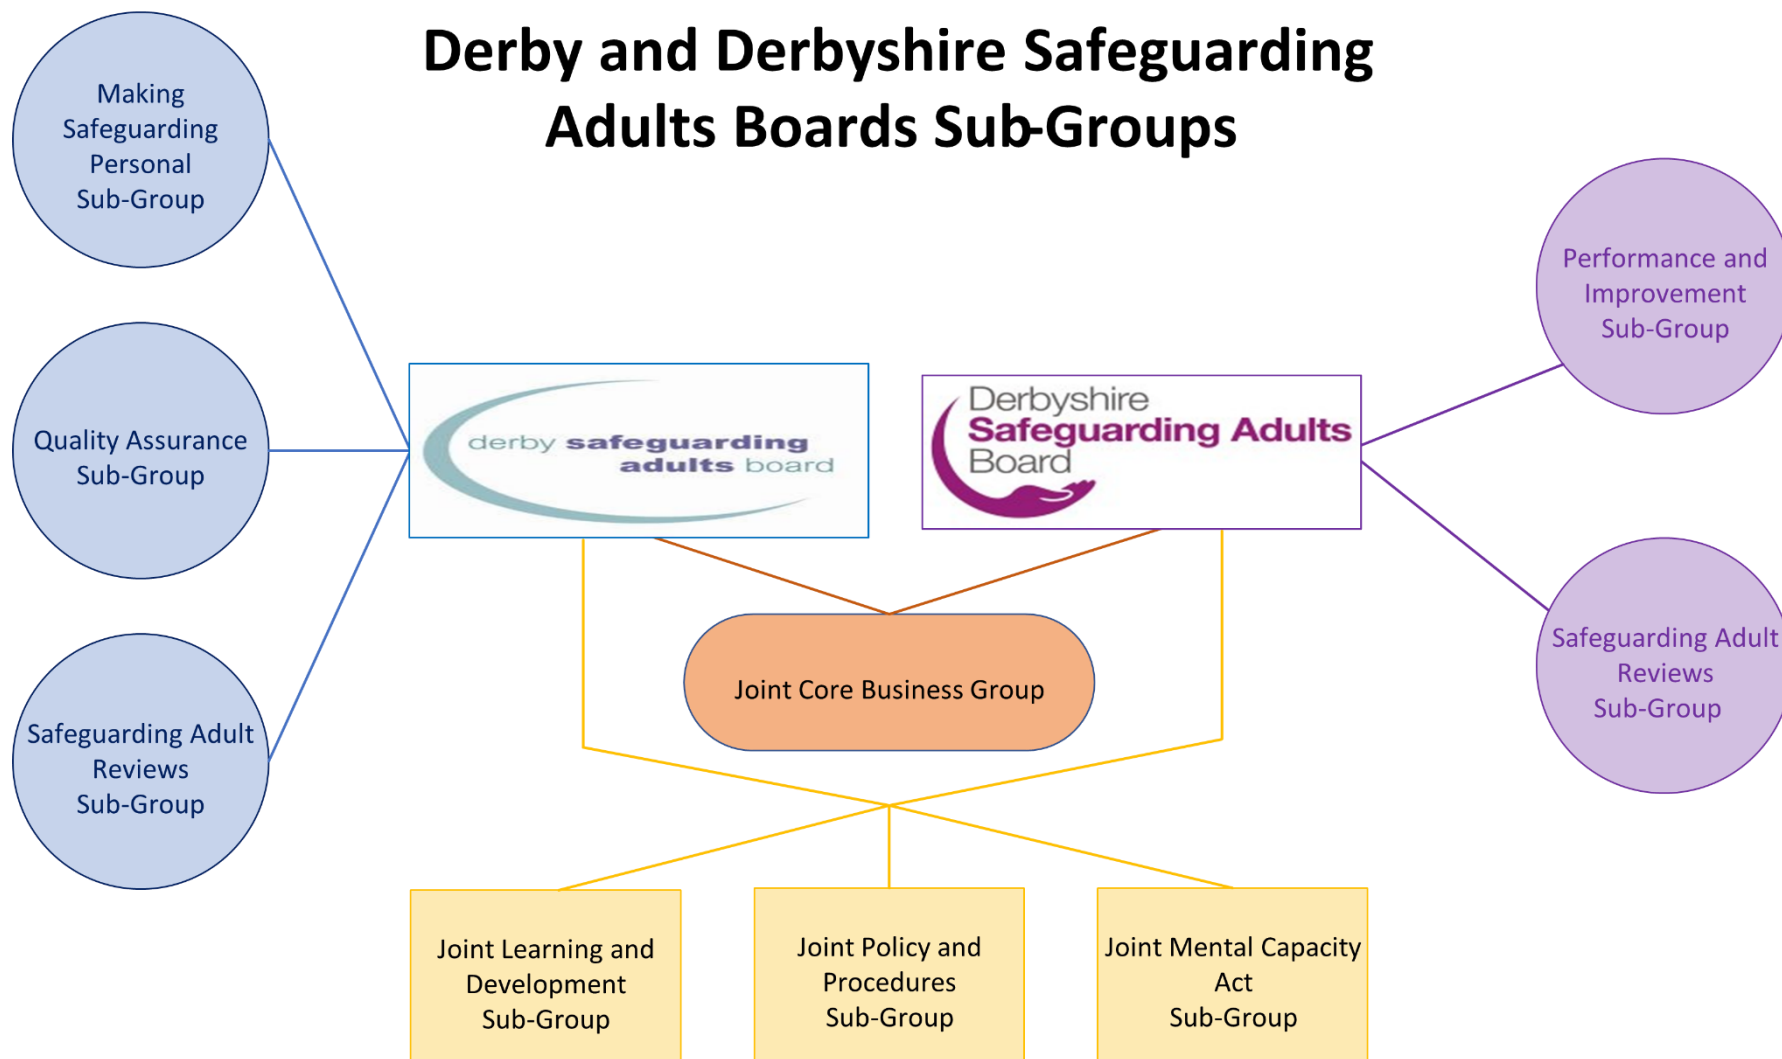 Derby and Derbyshire Safeguarding
Adults Boards Sub-Groups
Making
Safeguarding
Personal
Sub-Group
Quality Assurance
Sub-Group
Safeguarding Adult
Reviews
Sub-Group
derby safeguarding
adults board
Derbyshire
Safeguarding Adults
Board
Performance and
Improvement
Sub-Group
Safeguarding Adult
Reviews
Sub-Group
Joint Core Business Group
Joint Learning and
Development
Sub-Group
Joint Policy and
Procedures
Sub-Group
Joint Mental Capacity
Act
Sub-Group